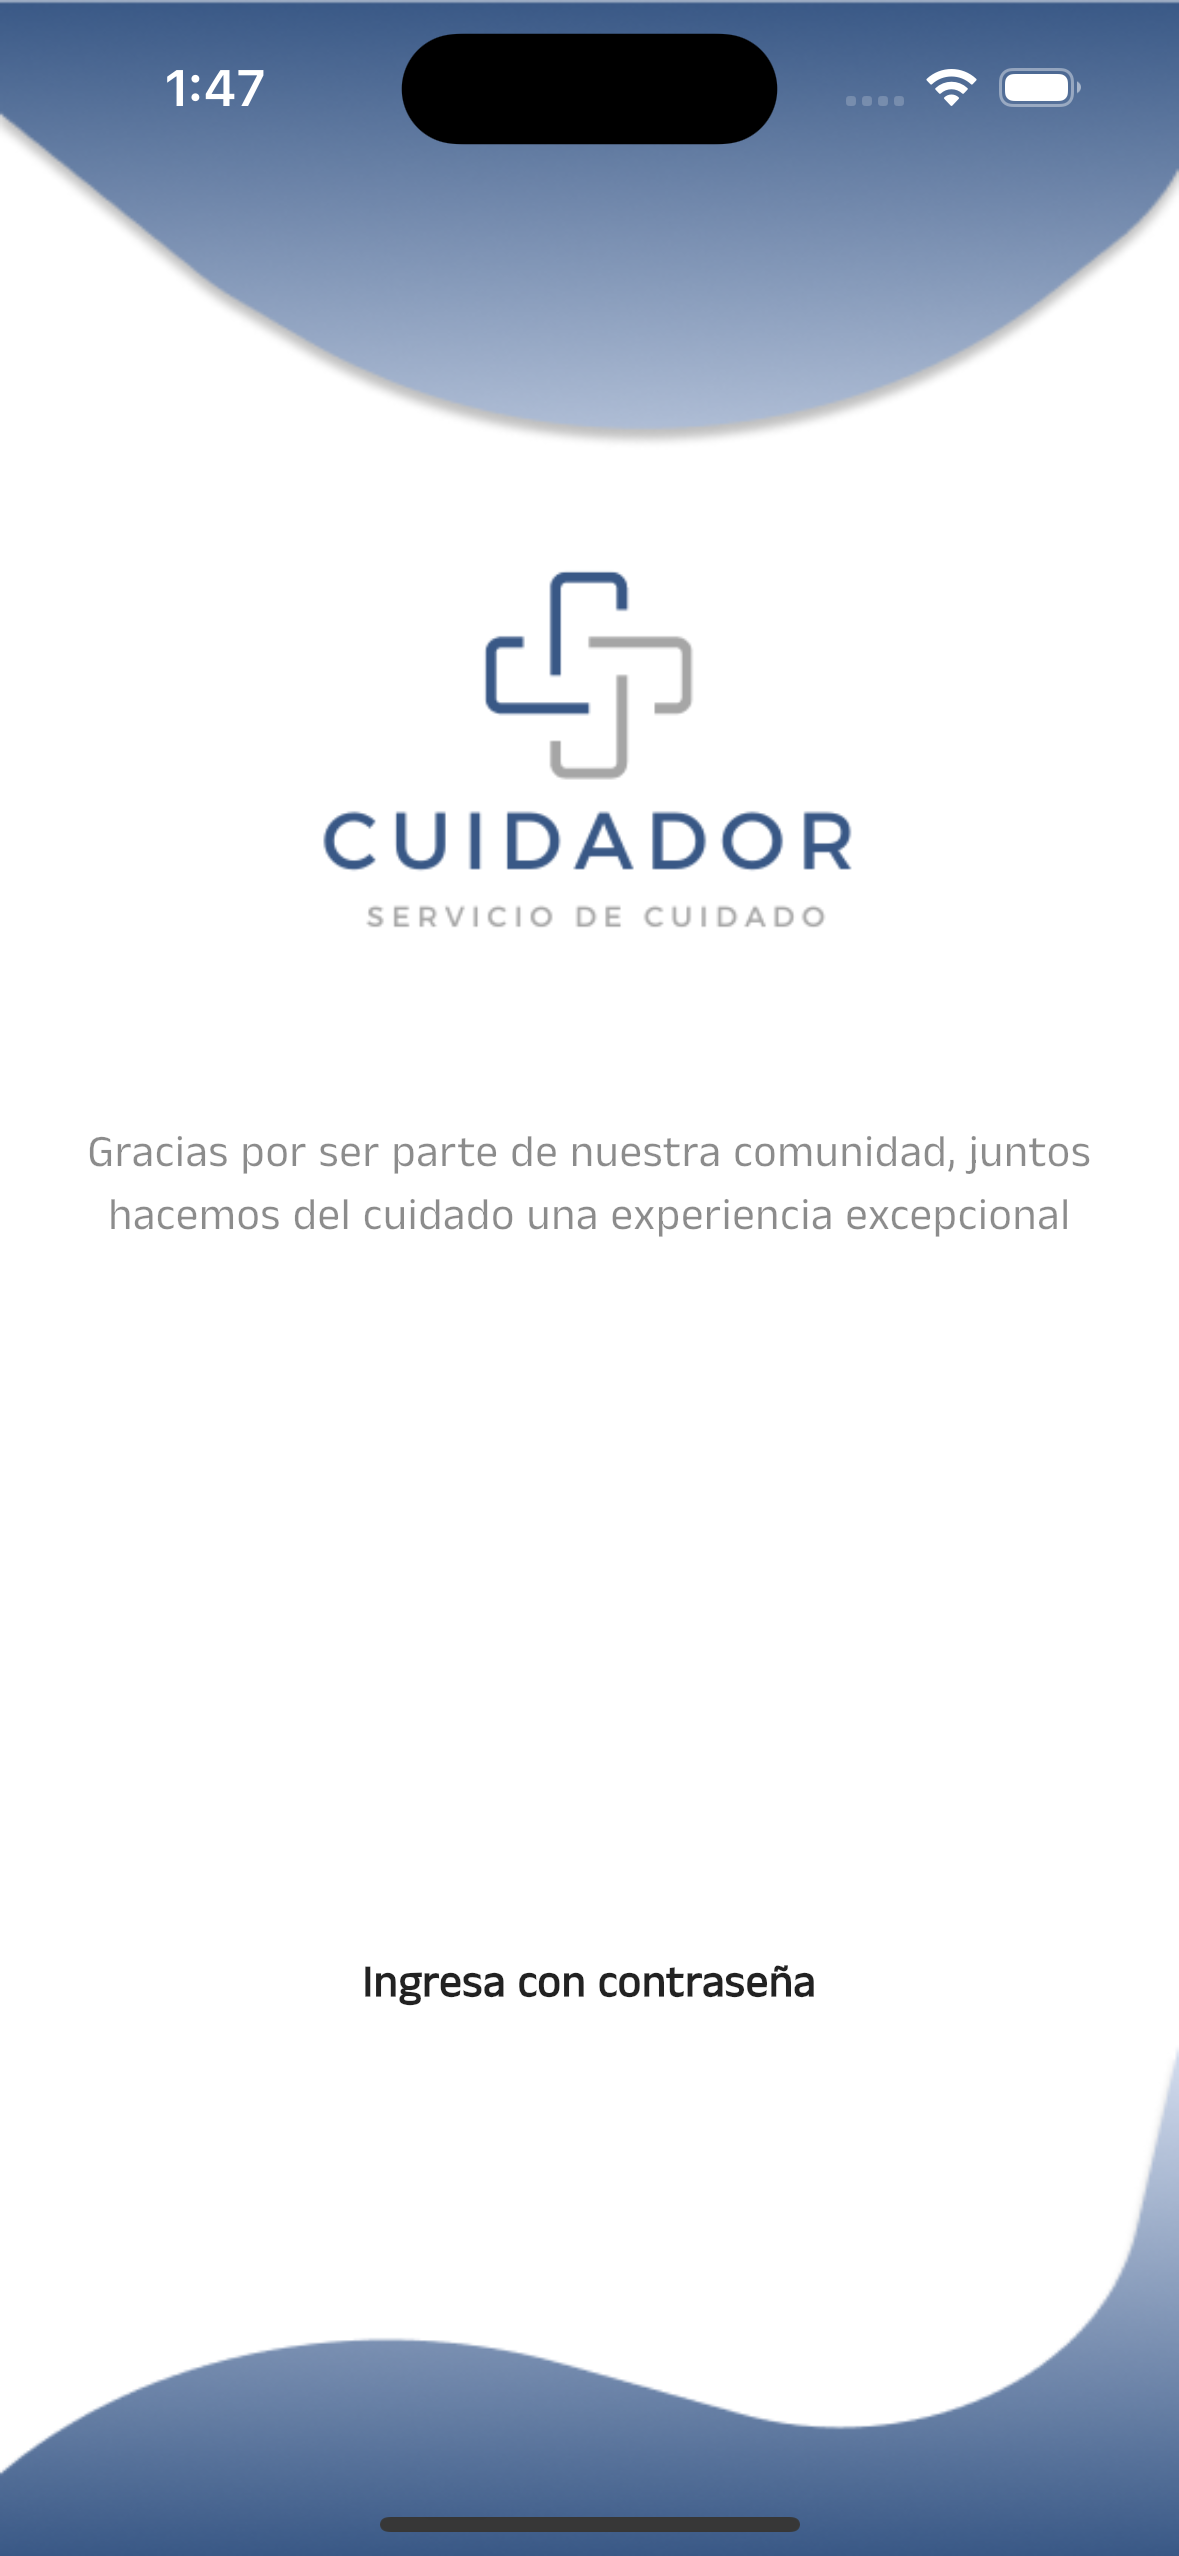 1:47
CUIDADOR
SERVICIO DE CUIDADO
Gracias por ser parte de nuestra comunidad, juntos
hacemos del cuidado una experiencia excepcional
Ingresa con contraseña